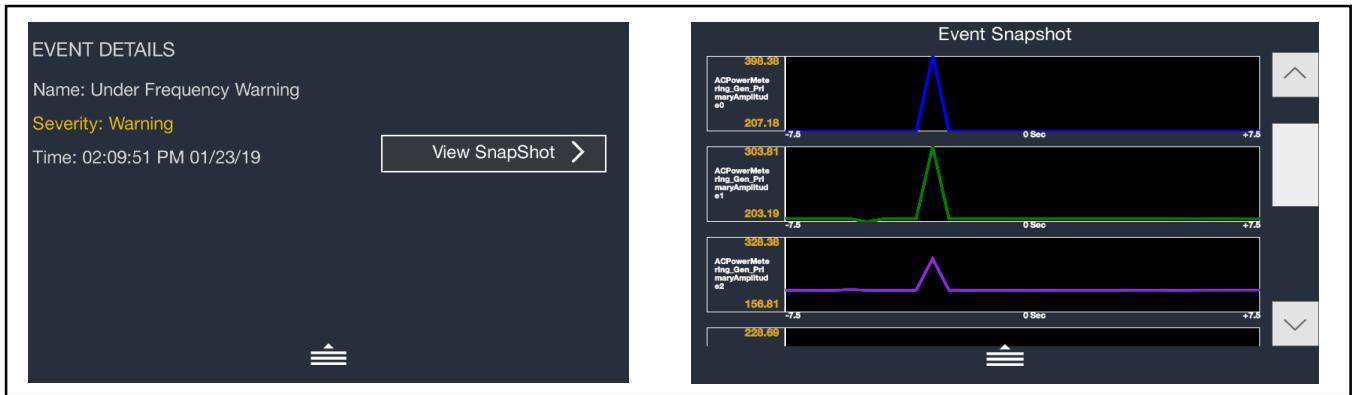 EVENT DETAILS
Name: Under Frequency Warning
Severity: Warning
Time: 02:09:51 PM 01/23/19
View SnapShot
Event Snapshot
398.38
ACPowerMete
ring_Gen_Pri
maryAmplitud
e0
207.18
-7.5 0 Sec +7.5
303.81
ACPowerMete
ring_Gen_Pri
maryAmplitud
e1
203.19
-7.5 0 Sec +7.5
328.38
ACPowerMete
ring_Gen_Pri
maryAmplitud
e2
156.81
-7.5 0 Sec +7.5
228.69